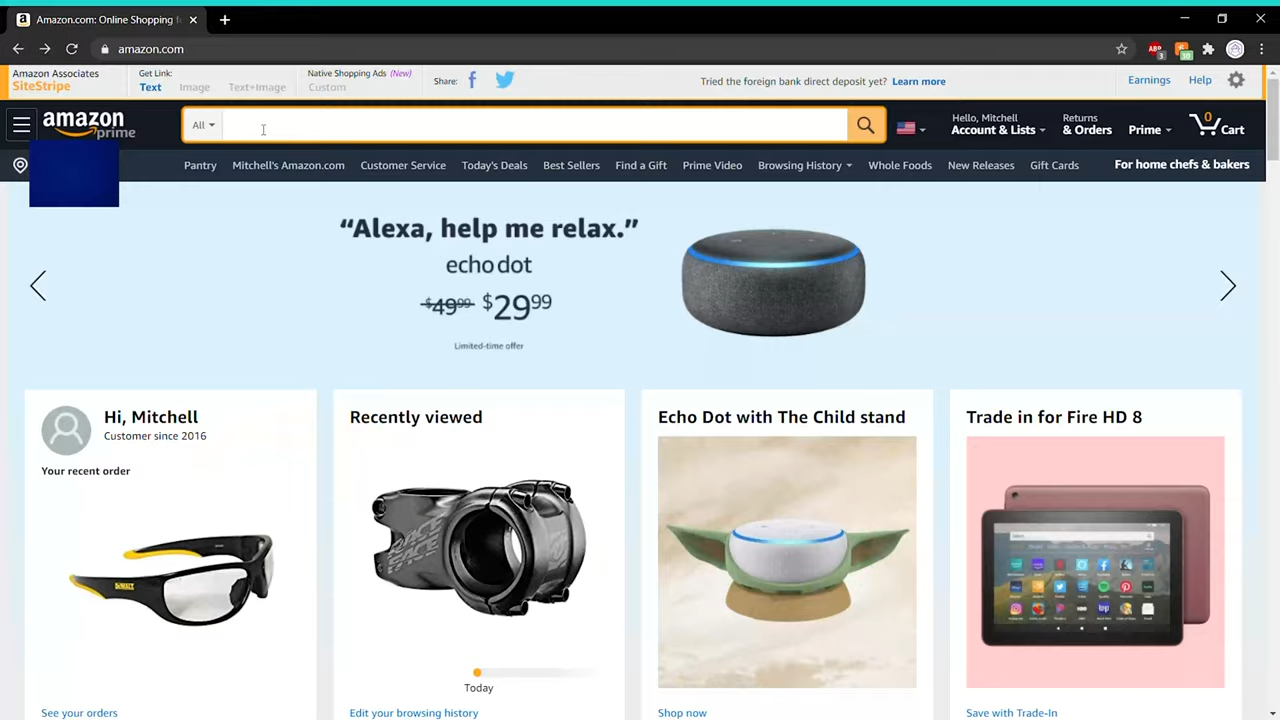 Amazon.com: Online Shopping f
amazon.com
Amazon Associates
SiteStripe
Get Link:
Text Image Text+Image
Native Shopping Ads (New)
Custom
Share:
Tried the foreign bank direct deposit yet? Learn more
Earnings Help
amazon
prime
All
Hello, Mitchell
Account & Lists
Returns
& Orders
Prime
0
Cart
Pantry Mitchell's Amazon.com Customer Service Today's Deals Best Sellers Find a Gift Prime Video Browsing History Whole Foods New Releases Gift Cards For home chefs & bakers
“Alexa, help me relax.”
echo dot
$49.99 $29.99
Limited-time offer
Hi, Mitchell
Customer since 2016
Your recent order
DEWALT
See your orders
Recently viewed
RACE FACE
Today
Edit your browsing history
Echo Dot with The Child stand
Shop now
Trade in for Fire HD 8
Save with Trade-In